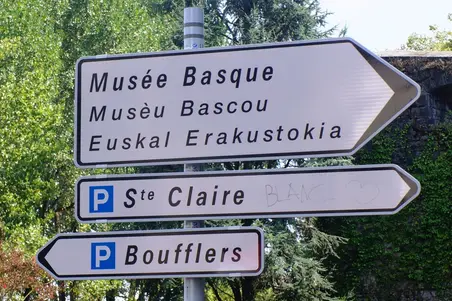 Musée Basque
Musèu Bascou
Euskal Erakustokia
P Ste Claire
P Boufflers